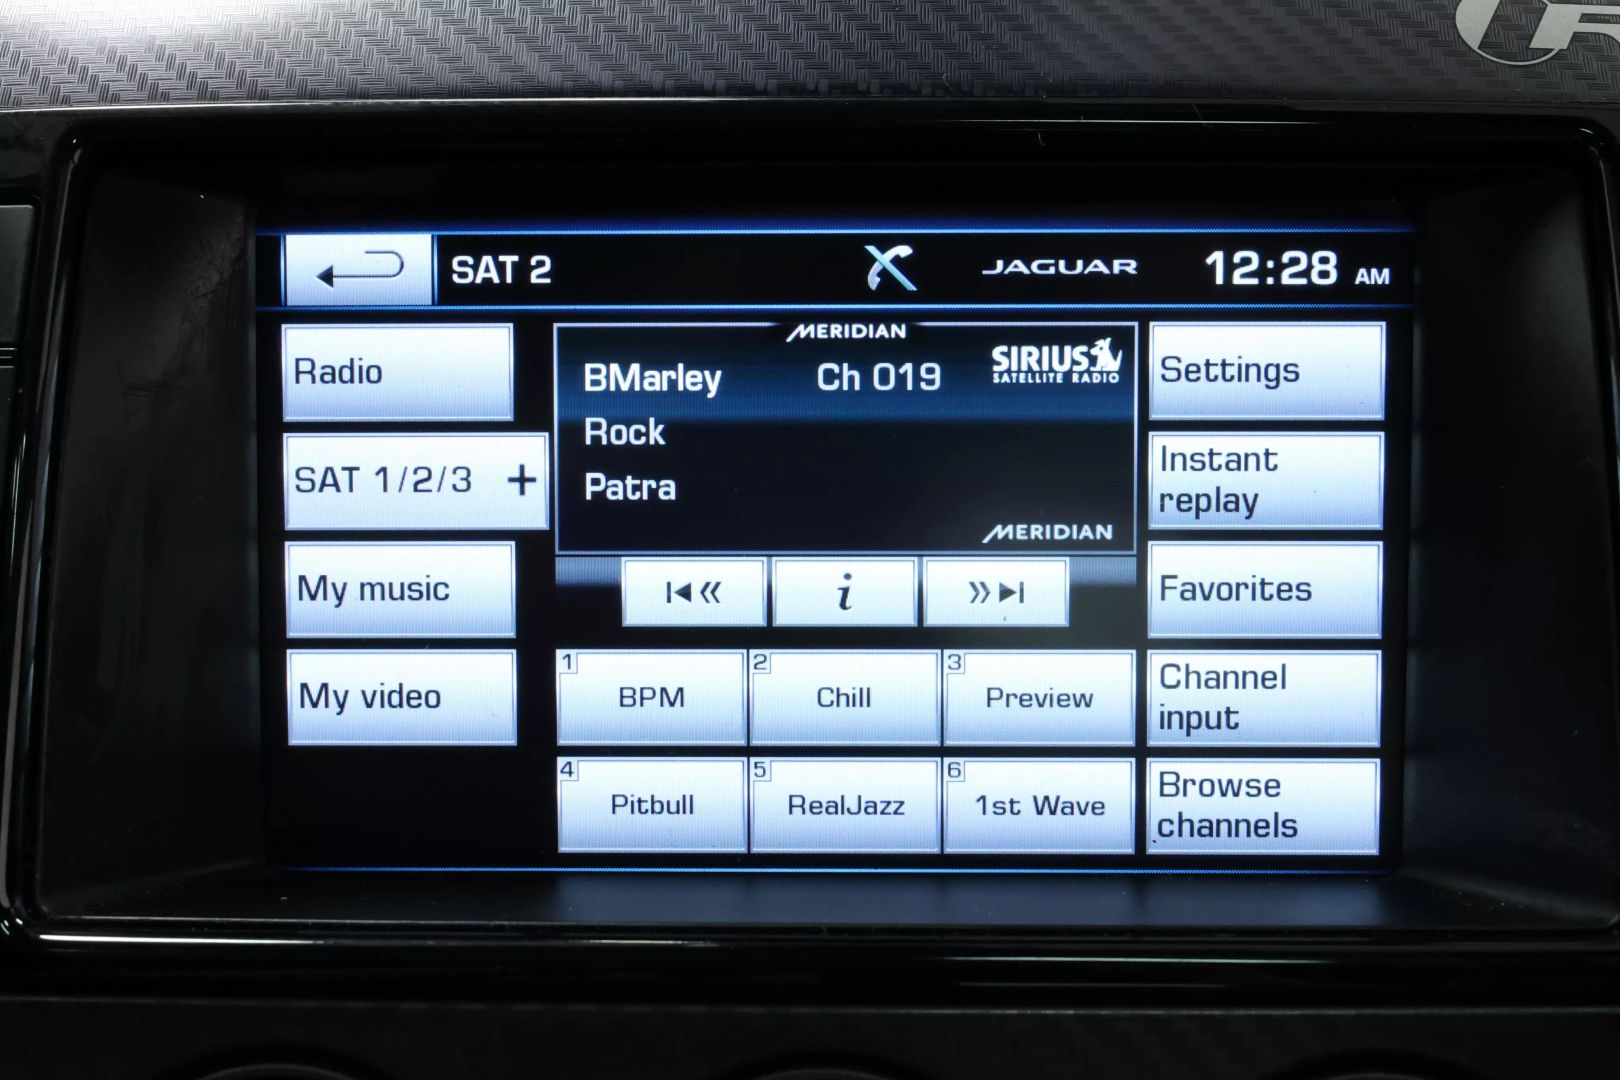 SAT 2
JAGUAR
12:28 AM
Radio
SAT 1/2/3 +
My music
My video
MERIDIAN
BMarley Ch 019
SIRIUS
SATELLITE RADIO
Rock
Patra
MERIDIAN
i
1 BPM
2 Chill
3 Preview
4 Pitbull
5 RealJazz
6 1st Wave
Settings
Instant
replay
Favorites
Channel
input
Browse
channels